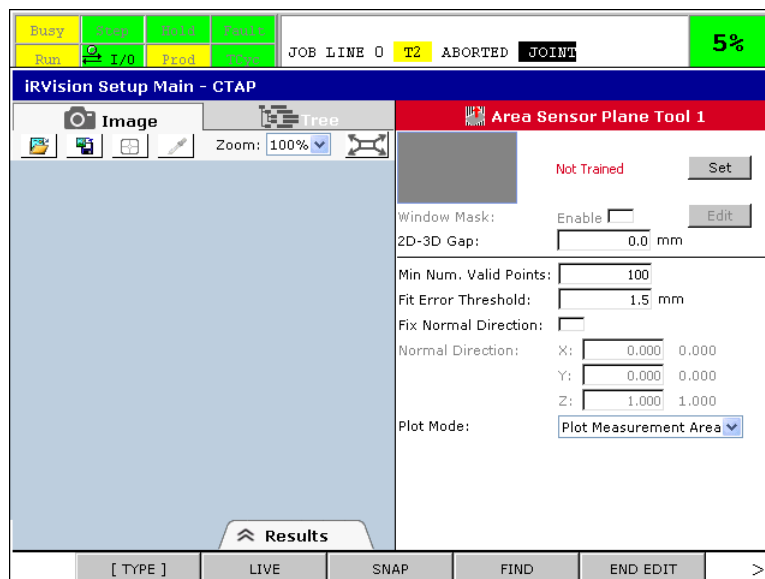 Busy Step Hold Fault
Run I/O Prod TCyc
JOB LINE 0 T2 ABORTED JOINT
5%
iRVision Setup Main - CTAP
Image Tree
Zoom: 100%
Area Sensor Plane Tool 1
Not Trained Set
Window Mask: Enable Edit
2D-3D Gap: 0.0 mm
Min Num. Valid Points: 100
Fit Error Threshold: 1.5 mm
Fix Normal Direction:
Normal Direction: X: 0.000 0.000
Y: 0.000 0.000
Z: 1.000 1.000
Plot Mode: Plot Measurement Area
Results
[ TYPE ] LIVE SNAP FIND END EDIT >